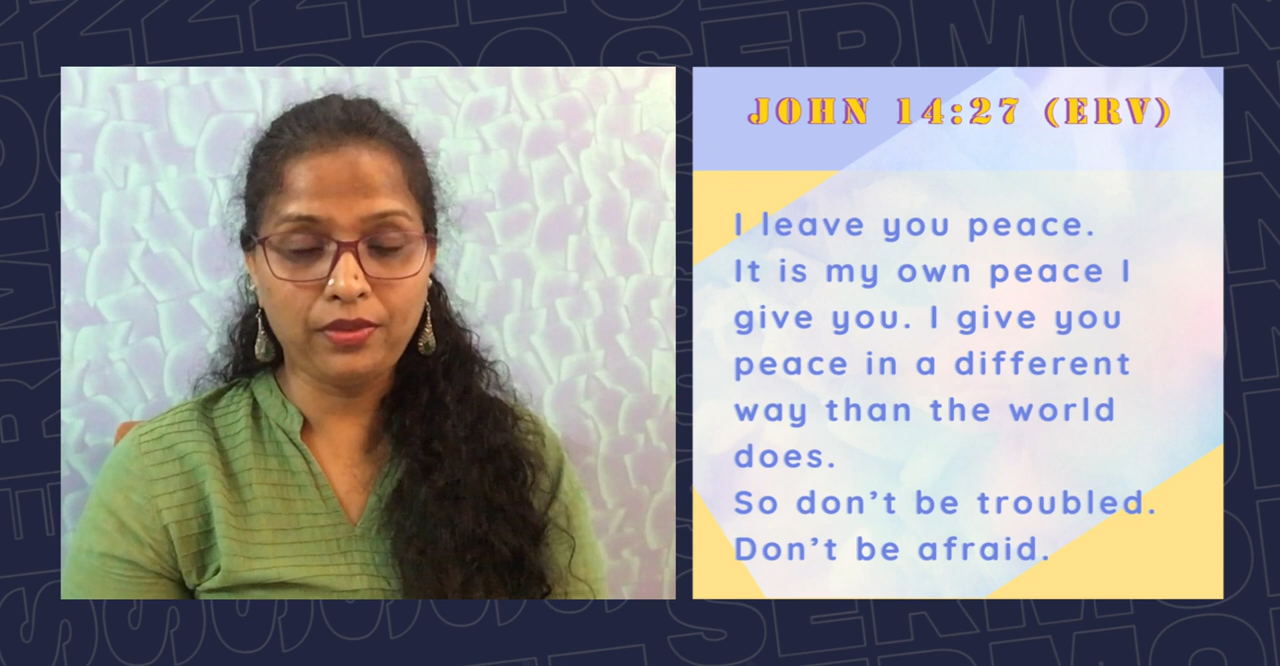 JOHN 14:27 (ERV)
I leave you peace.
It is my own peace I
give you. I give you
peace in a different
way than the world
does.
So don’t be troubled.
Don’t be afraid.
SERMON